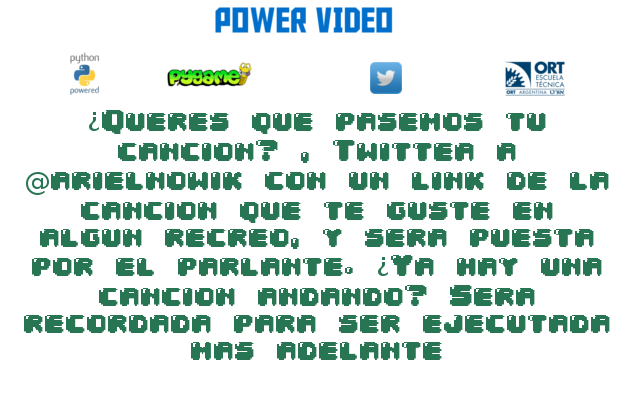 POWER VIDEO
python
powered
pygame
ORT
ESCUELA
TÉCNICA
ORT ARGENTINA
¿Queres que pasemos tu
cancion? , Twittea a
@arielnowik con un link de la
cancion que te guste en
algun recreo, y sera puesta
por el parlante. ¿Ya hay una
cancion andando? Sera
recordada para ser ejecutada
mas adelante